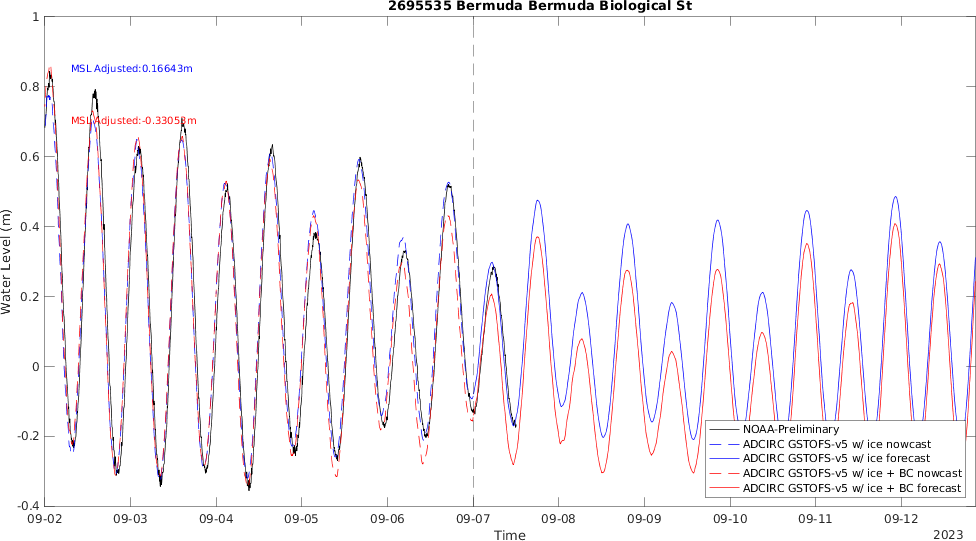 2695535 Bermuda Bermuda Biological St
MSL Adjusted:0.16643m
MSL Adjusted:-0.33053m
Water Level (m)
1
0.8
0.6
0.4
0.2
0
-0.2
-0.4
NOAA-Preliminary
ADCIRC GSTOFS-v5 w/ ice nowcast
ADCIRC GSTOFS-v5 w/ ice forecast
ADCIRC GSTOFS-v5 w/ ice + BC nowcast
ADCIRC GSTOFS-v5 w/ ice + BC forecast
09-02 09-03 09-04 09-05 09-06 09-07 09-08 09-09 09-10 09-11 09-12
Time
2023